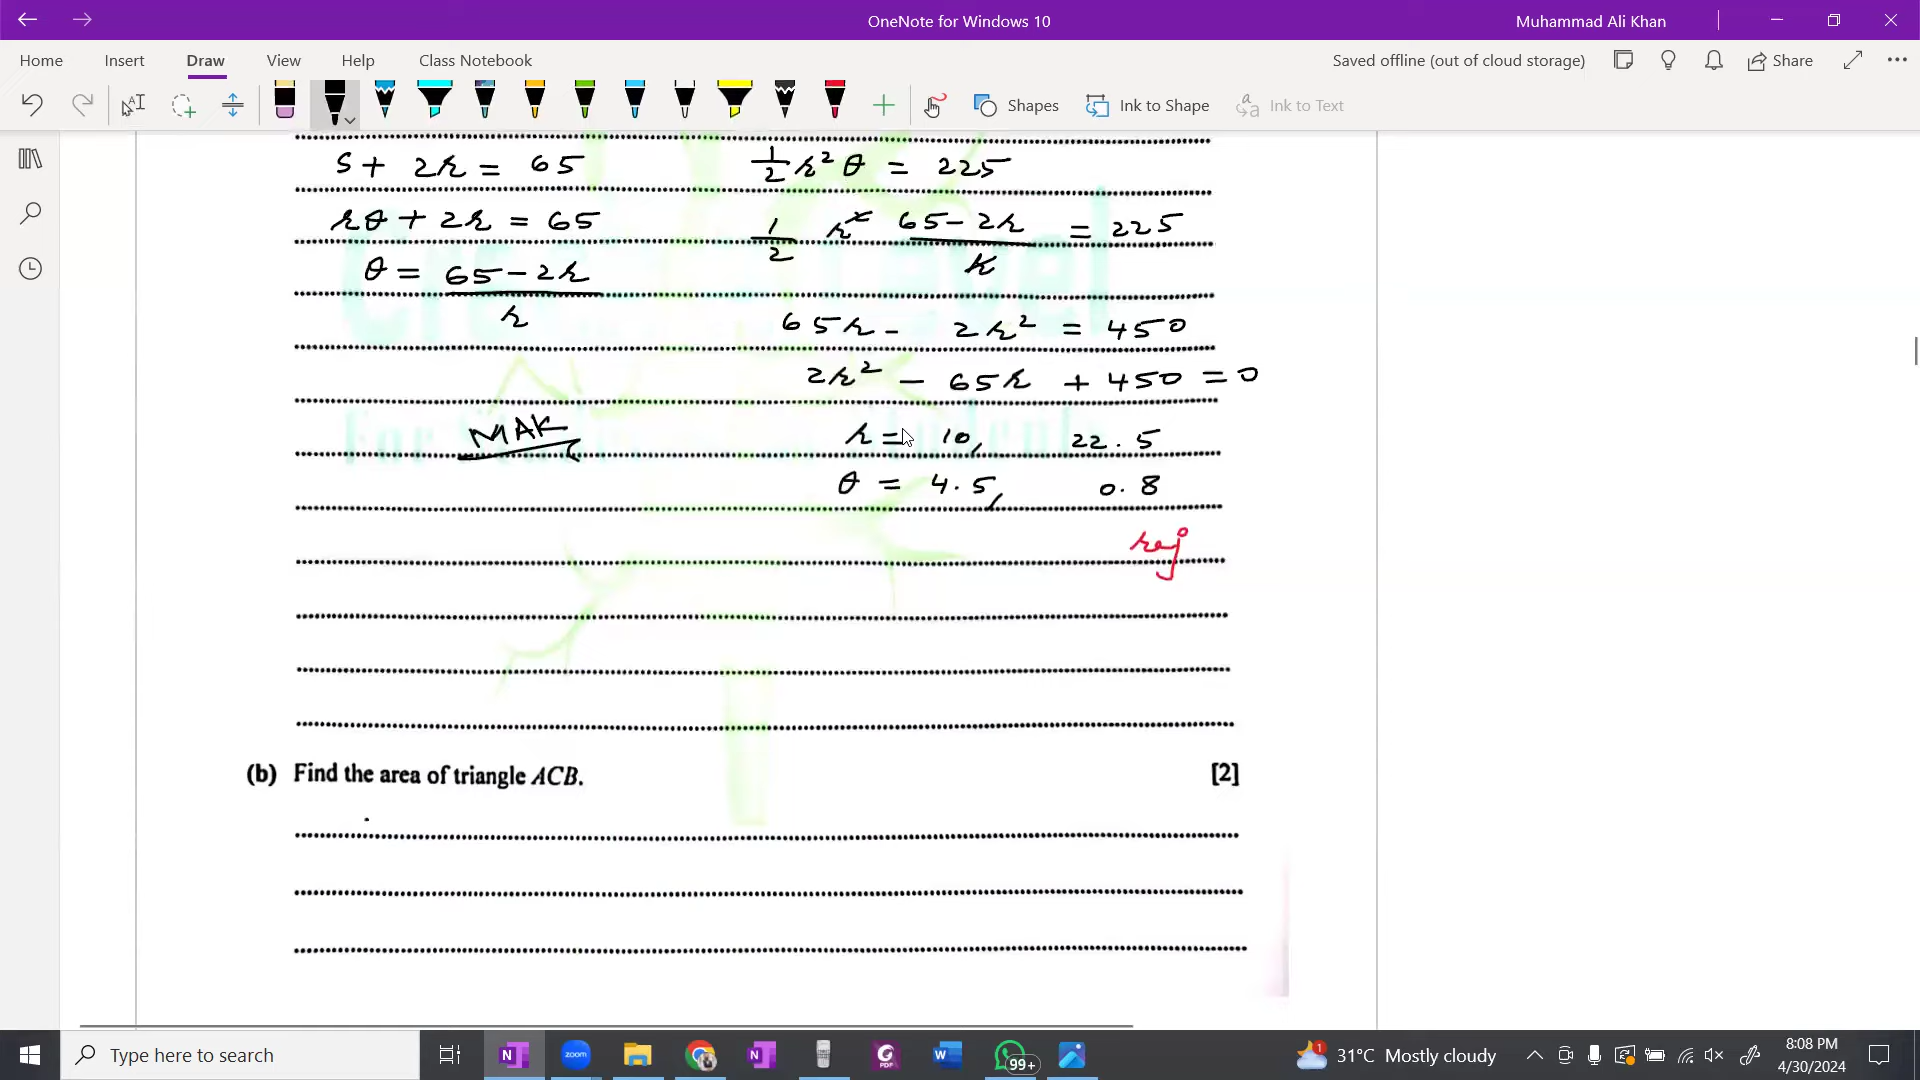 OneNote for Windows 10
Muhammad Ali Khan
Home Insert Draw View Help Class Notebook
Saved offline (out of cloud storage) Share
Shapes Ink to Shape Ink to Text
S + 2r = 65
1/2 r² θ = 225
rθ + 2r = 65
1/2 r² (65 - 2r)/r = 225
θ = (65 - 2r)/r
65r - 2r² = 450
2r² - 65r + 450 = 0
MAK
r = 10, 22.5
θ = 4.5, 0.8
rej
(b) Find the area of triangle ACB. [2]
Type here to search
zoom
PDF
99+
1
31°C Mostly cloudy
8:08 PM
4/30/2024